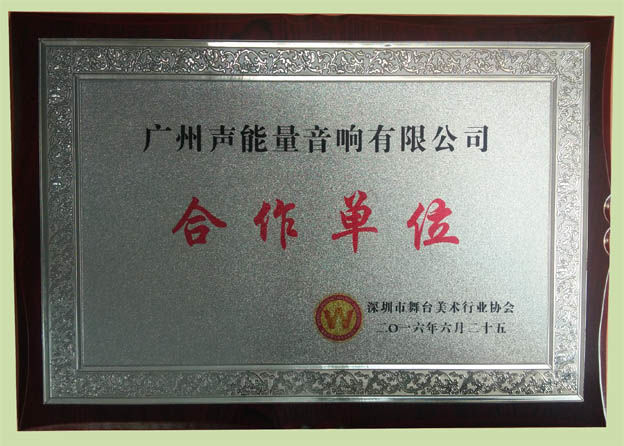 广州声能量音响有限公司
合作单位
深圳市舞台美术行业协会
二〇一六年六月二十五